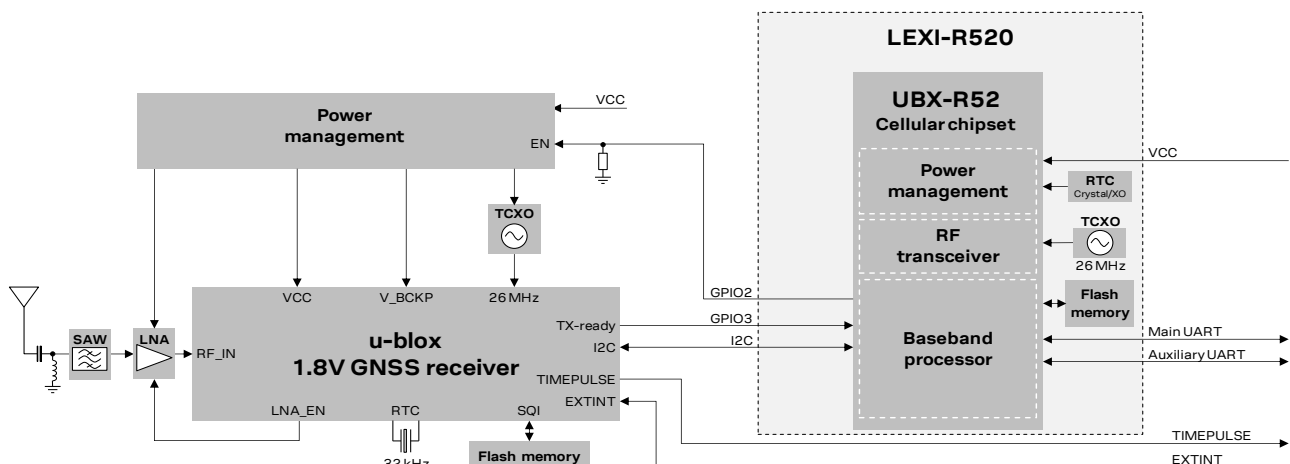 LEXI-R520
UBX-R52
Cellular chipset
Power
management
VCC
EN
VCC
Power
management
RTC
Crystal/XO
TCXO
TCXO
RF
transceiver
26 MHz
GPIO2
Flash
memory
VCC
V_BCKP
26 MHz
TX-ready
GPIO3
Main UART
SAW
LNA
RF_IN
u-blox
1.8V GNSS receiver
I2C
I2C
Baseband
processor
Auxiliary UART
TIMEPULSE
EXTINT
LNA_EN
RTC
SQI
TIMEPULSE
33 kHz
Flash memory
EXTINT